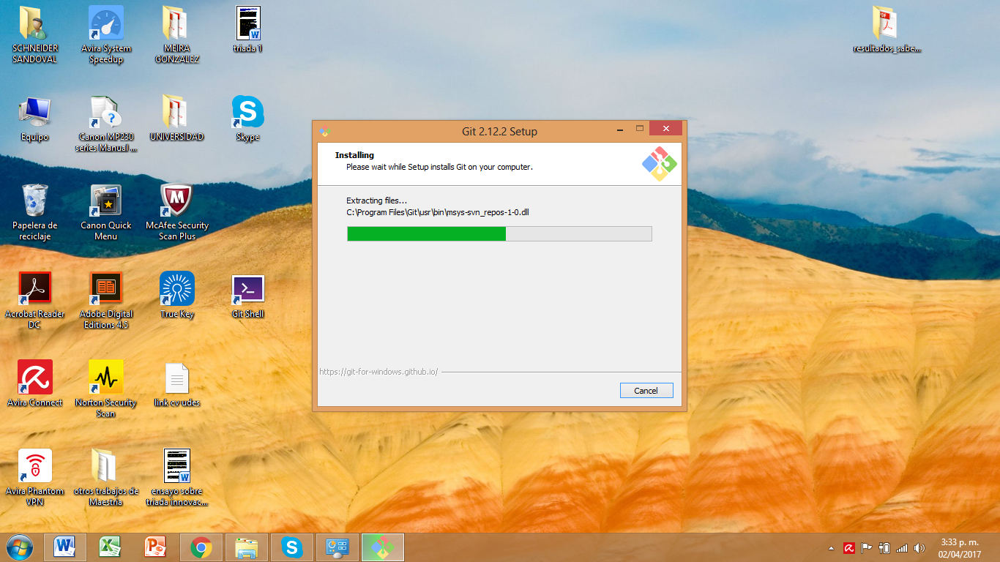 SCHNEIDER
SANDOVAL
Avira System
Speedup
MEIRA
GONZALEZ
triada 1
resultados_sabe...
Equipo
Canon MP230
series Manual ...
UNIVERSIDAD
Skype
Papelera de
reciclaje
Canon Quick
Menu
McAfee Security
Scan Plus
Acrobat Reader
DC
Adobe Digital
Editions 4.5
True Key
Git Shell
Avira Connect
Norton Security
Scan
link cv udes
Avira Phantom
VPN
otros trabajos de
Maestria
ensayo sobre
triada innovac...
Git 2.12.2 Setup
Installing
Please wait while Setup installs Git on your computer.
Extracting files...
C:\Program Files\Git\usr\bin\msys-svn_repos-1-0.dll
https://git-for-windows.github.io/
Cancel
3:33 p. m.
02/04/2017